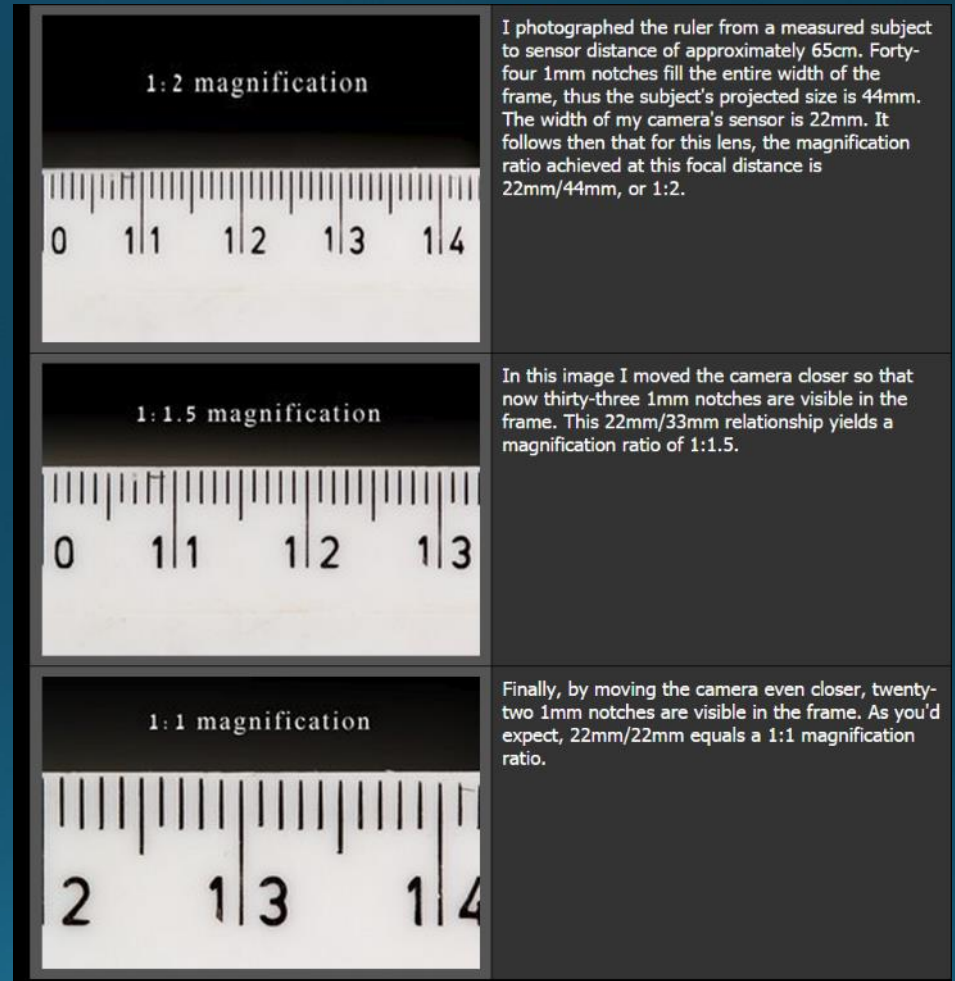 1:2 magnification
0 1 1 1 2 1 3 1 4
I photographed the ruler from a measured subject
to sensor distance of approximately 65cm. Forty-
four 1mm notches fill the entire width of the
frame, thus the subject's projected size is 44mm.
The width of my camera's sensor is 22mm. It
follows then that for this lens, the magnification
ratio achieved at this focal distance is
22mm/44mm, or 1:2.
1:1.5 magnification
0 1 1 1 2 1 3
In this image I moved the camera closer so that
now thirty-three 1mm notches are visible in the
frame. This 22mm/33mm relationship yields a
magnification ratio of 1:1.5.
1:1 magnification
2 1 3 1 4
Finally, by moving the camera even closer, twenty-
two 1mm notches are visible in the frame. As you'd
expect, 22mm/22mm equals a 1:1 magnification
ratio.